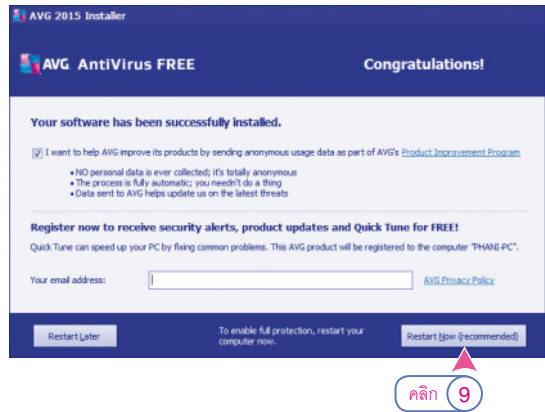 AVG 2015 Installer
AVG. AntiVirus FREE
Congratulations!
Your software has been successfully installed.
I want to help AVG improve its products by sending anonymous usage data as part of AVG's Product Improvement Program
• NO personal data is ever collected; it's totally anonymous
• The process is fully automatic; you needn't do a thing
• Data sent to AVG helps update us on the latest threats
Register now to receive security alerts, product updates and Quick Tune for FREE!
Quick Tune can speed up your PC by fixing common problems. This AVG product will be registered to the computer "PHANI-PC".
Your email address:
AVG Privacy Policy
Restart Later
To enable full protection, restart your
computer now.
Restart Now (recommended)
คลิก 9